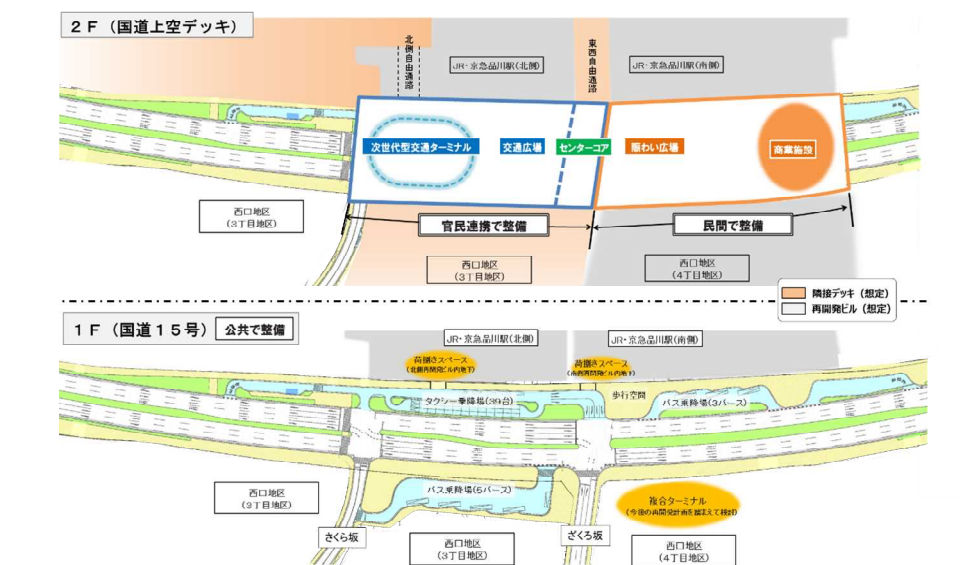 2F（国道上空デッキ）
北側自由通路
JR・京急品川駅(北側)
東西自由通路
JR・京急品川駅(南側)
次世代型交通ターミナル
交通広場
センターコア
賑わい広場
商業施設
西口地区
(3丁目地区)
官民連携で整備
民間で整備
西口地区
(3丁目地区)
西口地区
(4丁目地区)
隣接デッキ（想定）
再開発ビル（想定）
1F（国道15号）
公共で整備
JR・京急品川駅(北側)
JR・京急品川駅(南側)
荷捌きスペース
(北側再開発ビル内地下)
荷捌きスペース
(南側再開発ビル内地下)
タクシー乗降場(39台)
歩行空間
バス乗降場(3バース)
西口地区
(3丁目地区)
バス乗降場(5バース)
複合ターミナル
(今後の再開発計画を踏まえて検討)
さくら坂
ざくろ坂
西口地区
(3丁目地区)
西口地区
(4丁目地区)